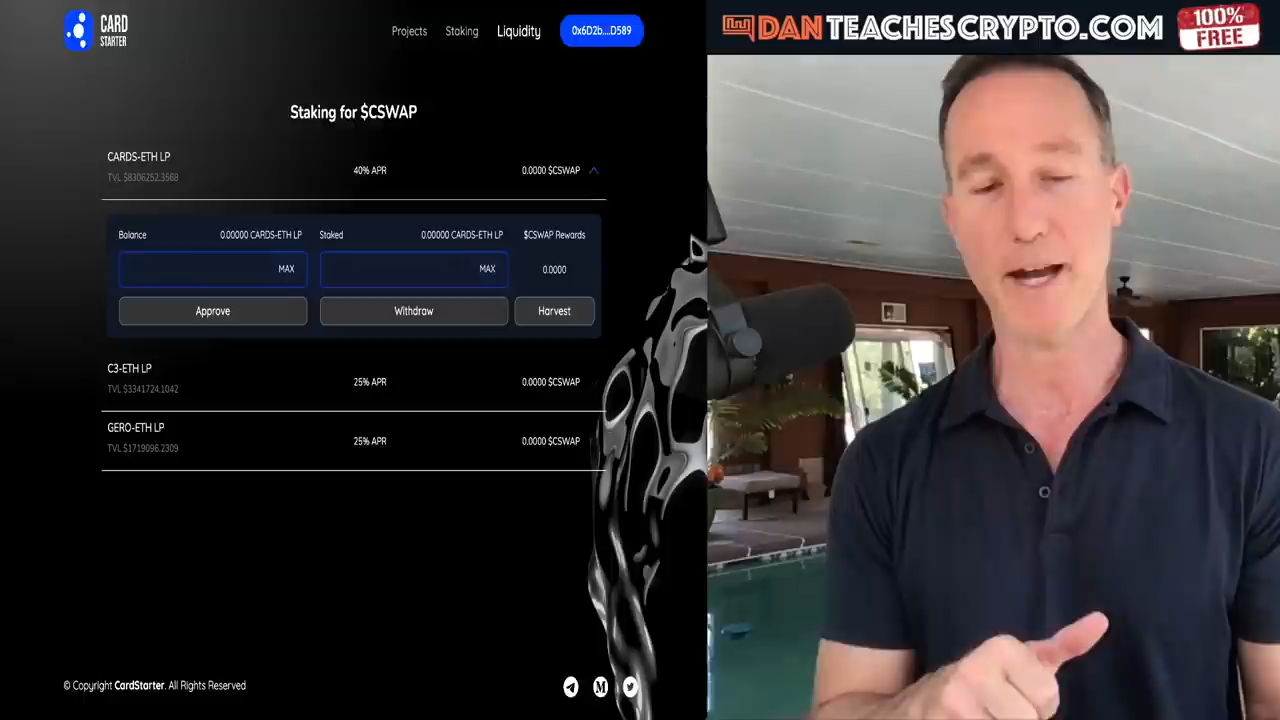 CARD
STARTER
Projects
Staking
Liquidity
0x6D2b....D589
Staking for $CSWAP
CARDS-ETH LP
TVL $8306252.3568
40% APR
0.0000 $CSWAP
Balance
0.00000 CARDS-ETH LP
Staked
0.00000 CARDS-ETH LP
$CSWAP Rewards
MAX
MAX
0.0000
Approve
Withdraw
Harvest
C3-ETH LP
TVL $3341724.1042
25% APR
0.0000 $CSWAP
GERO-ETH LP
TVL $1719096.2309
25% APR
0.0000 $CSWAP
© Copyright CardStarter. All Rights Reserved
M
DANTEACHESCRYPTO.COM
100%
FREE